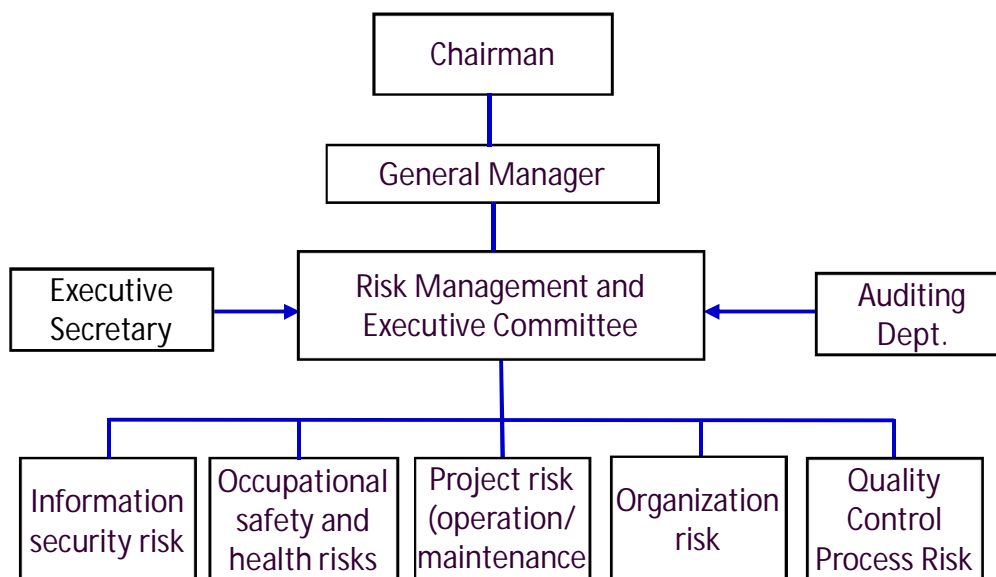 Chairman
General Manager
Executive
Secretary
Risk Management and
Executive Committee
Auditing
Dept.
Information
security risk
Occupational
safety and
health risks
Project risk
(operation/
maintenance
Organization
risk
Quality
Control
Process Risk